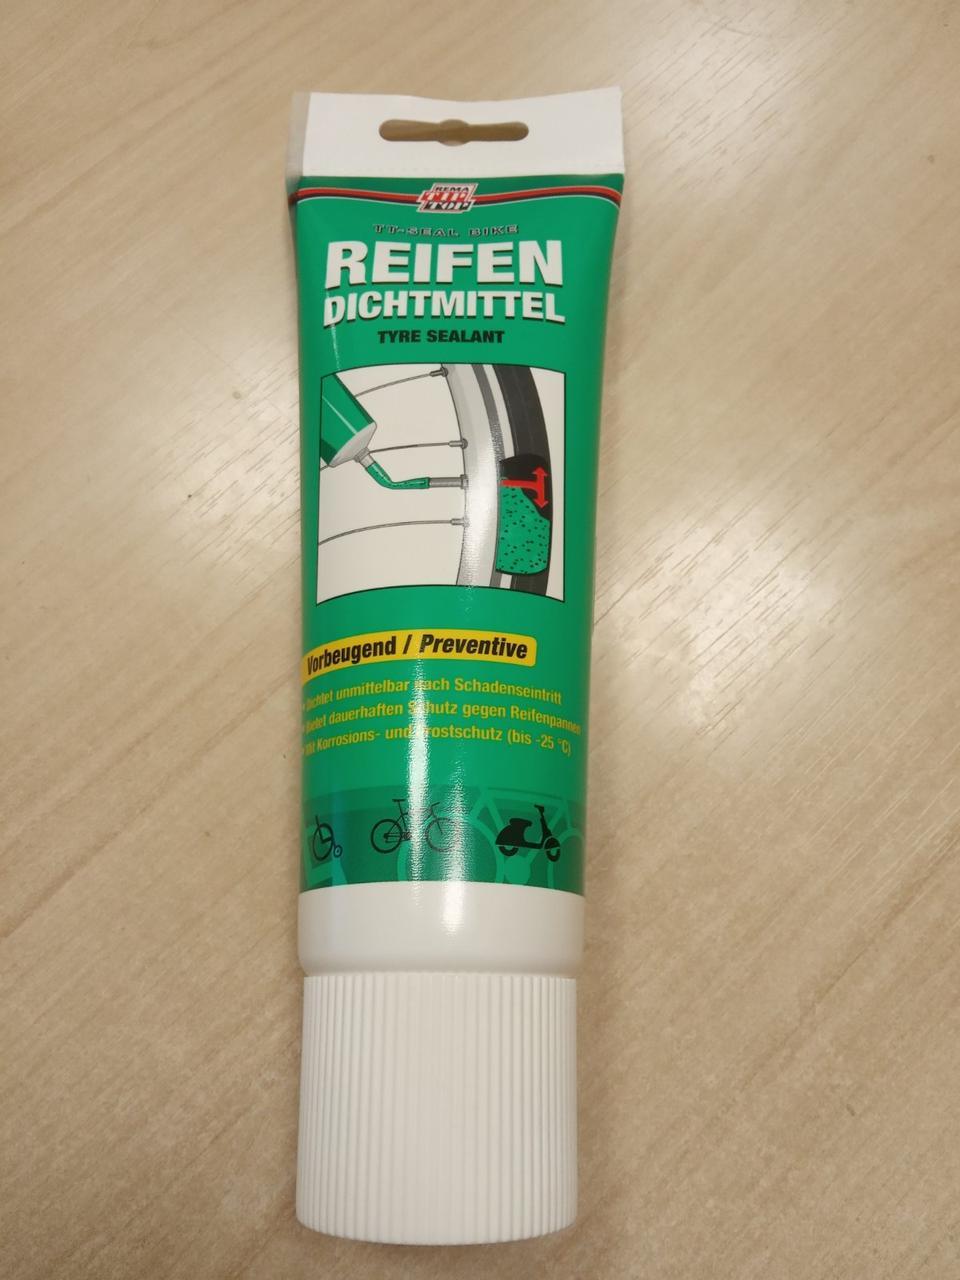 REMA
TIP
TOP
TT-SEAL BIKE
REIFEN
DICHTMITTEL
TYRE SEALANT
Vorbeugend / Preventive
• Dichtet unmittelbar nach Schadenseintritt
• Bietet dauerhaften Schutz gegen Reifenpannen
• Mit Korrosions- und Frostschutz (bis -25 °C)